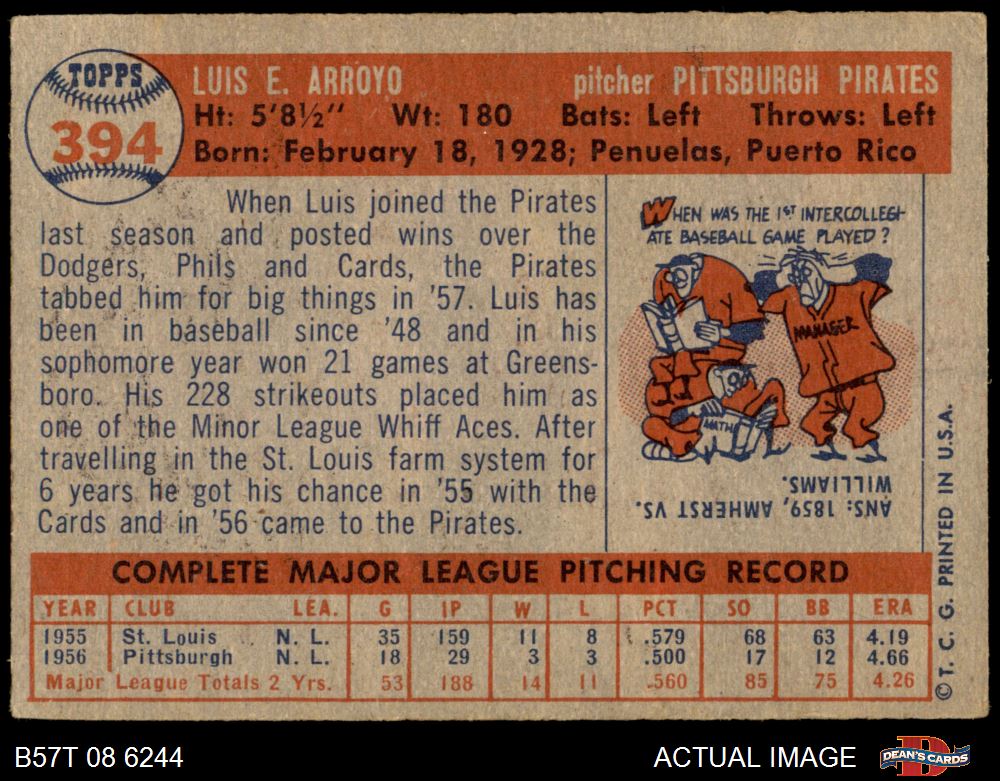 TOPPS
394
LUIS E. ARROYO pitcher PITTSBURGH PIRATES
Ht: 5'8½" Wt: 180 Bats: Left Throws: Left
Born: February 18, 1928; Penuelas, Puerto Rico
When Luis joined the Pirates
last season and posted wins over the
Dodgers, Phils and Cards, the Pirates
tabbed him for big things in '57. Luis has
been in baseball since '48 and in his
sophomore year won 21 games at Greens-
boro. His 228 strikeouts placed him as
one of the Minor League Whiff Aces. After
travelling in the St. Louis farm system for
6 years he got his chance in '55 with the
Cards and in '56 came to the Pirates.
WHEN WAS THE 1ST INTERCOLLEGI-
ATE BASEBALL GAME PLAYED?
MANAGER
MATH
ANS: 1859, AMHERST VS.
WILLIAMS.
COMPLETE MAJOR LEAGUE PITCHING RECORD
YEAR CLUB LEA. G IP W L PCT SO BB ERA
1955 St. Louis N. L. 35 159 11 8 .579 68 63 4.19
1956 Pittsburgh N. L. 18 29 3 3 .500 17 12 4.66
Major League Totals 2 Yrs. 53 188 14 11 .560 85 75 4.26
© T. C. G. PRINTED IN U.S.A.
B57T 08 6244 ACTUAL IMAGE
DEAN'S CARDS